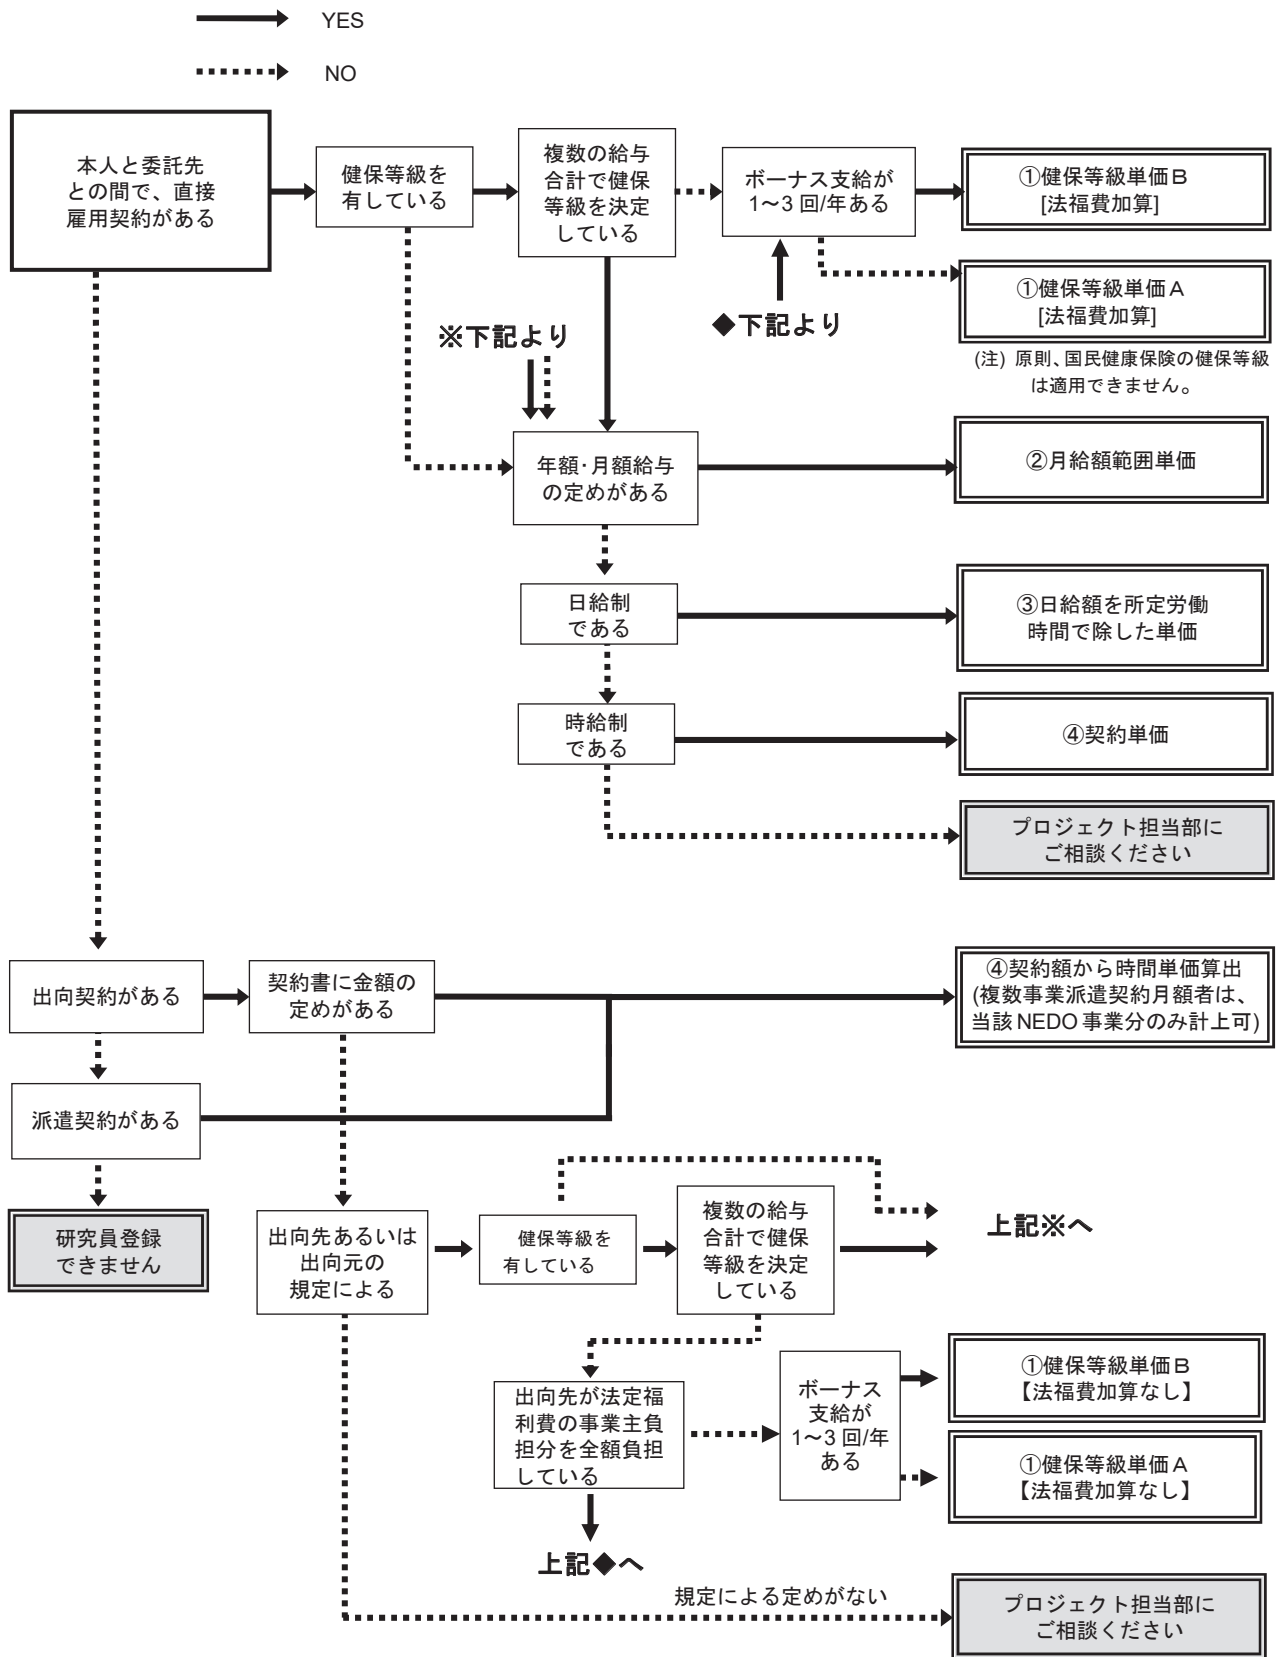 YES
NO
本人と委託先
との間で、直接
雇用契約がある
健保等級を
有している
複数の給与
合計で健保
等級を決定
している
ボーナス支給が
1～3 回/年ある
①健保等級単価Ｂ
[法福費加算]
①健保等級単価Ａ
[法福費加算]
(注) 原則、国民健康保険の健保等級
は適用できません。
◆下記より
※下記より
年額･月額給与
の定めがある
②月給額範囲単価
日給制
である
③日給額を所定労働
時間で除した単価
時給制
である
④契約単価
プロジェクト担当部に
ご相談ください
出向契約がある
契約書に金額の
定めがある
④契約額から時間単価算出
(複数事業派遣契約月額者は、
当該 NEDO 事業分のみ計上可)
派遣契約がある
研究員登録
できません
出向先あるいは
出向元の
規定による
健保等級を
有している
複数の給与
合計で健保
等級を決定
している
上記※へ
出向先が法定福
利費の事業主負
担分を全額負担
している
ボーナス
支給が
1～3 回/年
ある
①健保等級単価Ｂ
【法福費加算なし】
①健保等級単価Ａ
【法福費加算なし】
上記◆へ
規定による定めがない
プロジェクト担当部に
ご相談ください